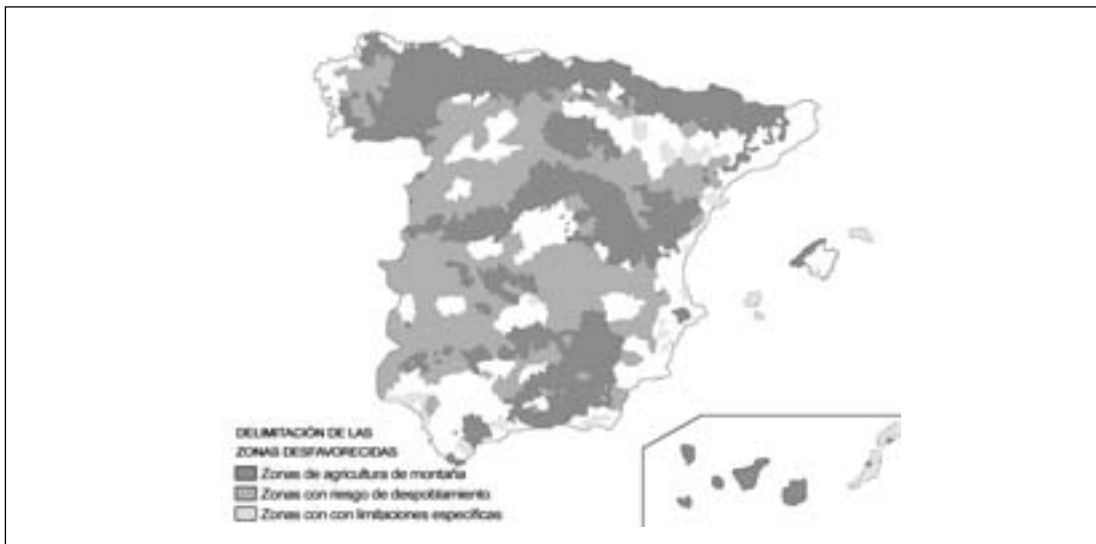 DELIMITACIÓN DE LAS
ZONAS DESFAVORECIDAS
Zonas de agricultura de montaña
Zonas con riesgo de despoblamiento
Zonas con con limitaciones específicas